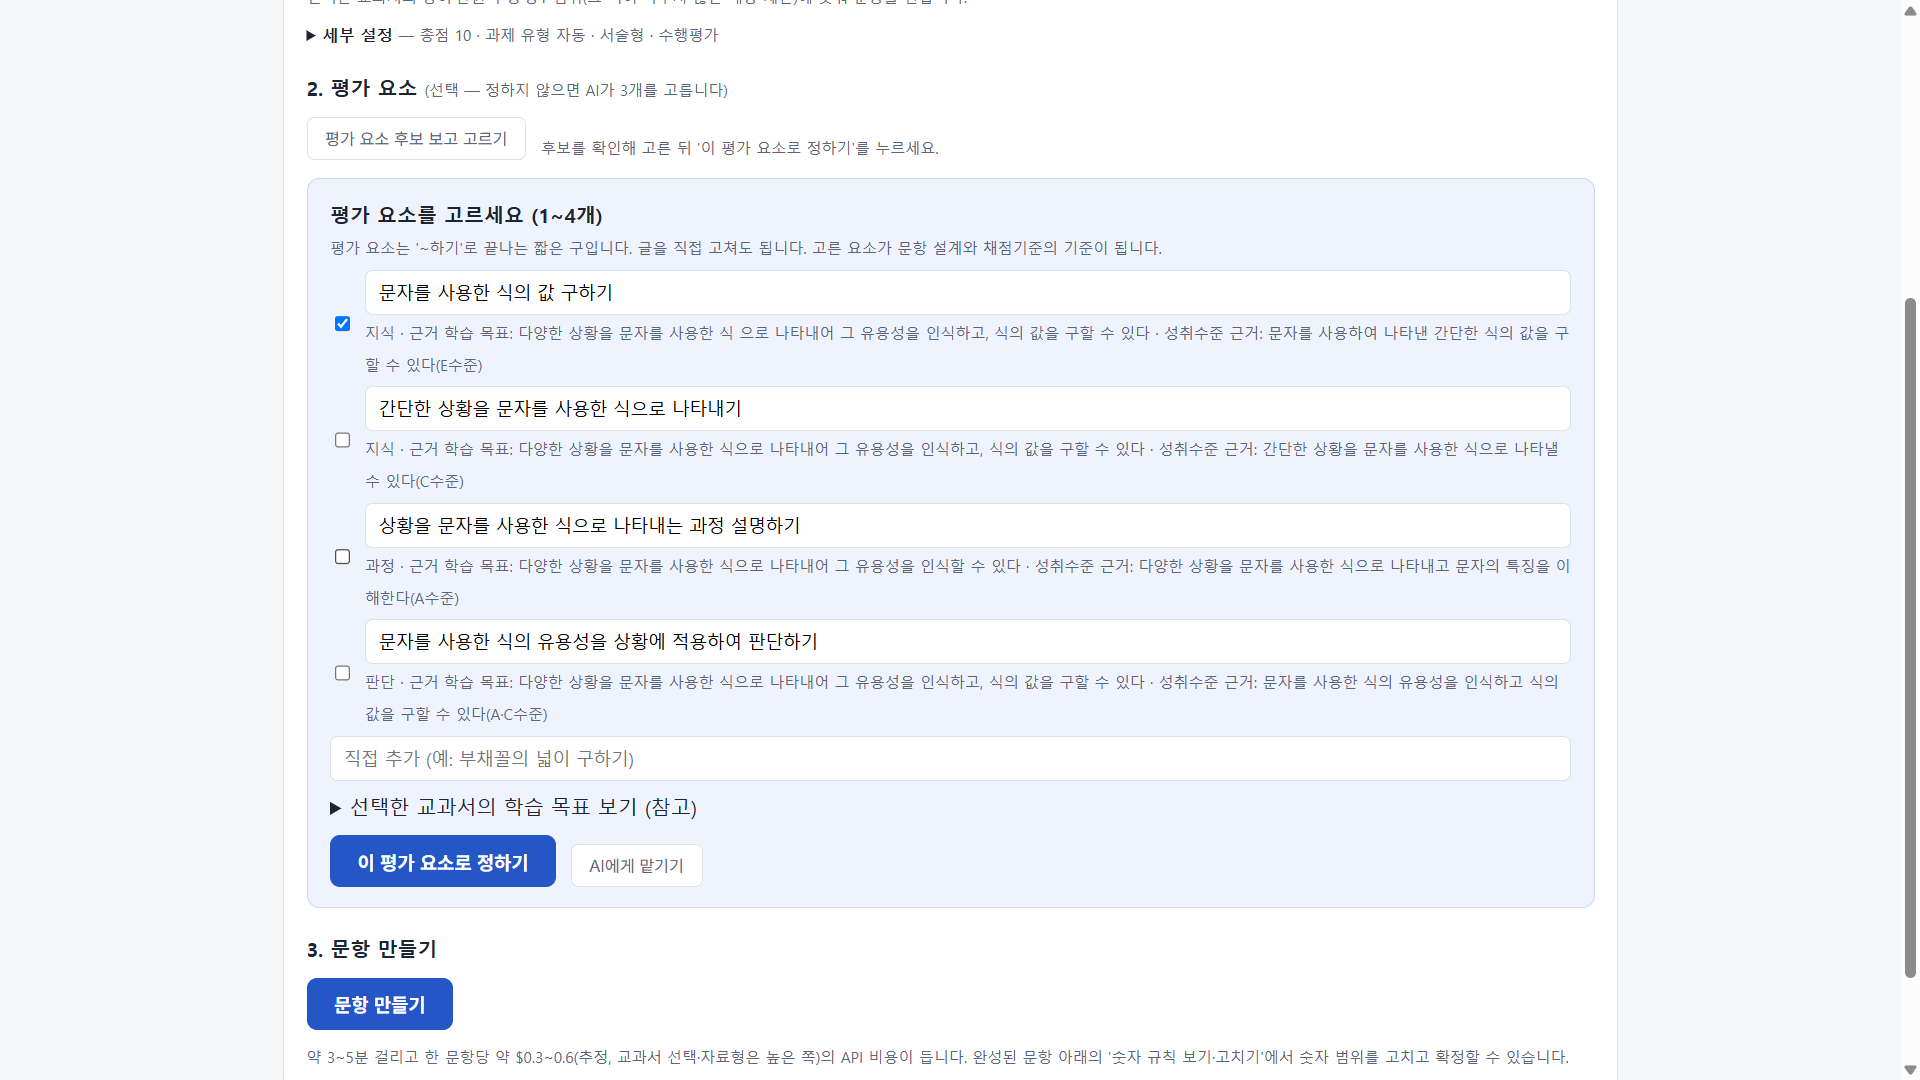 ▶ 세부 설정 — 총점 10 · 과제 유형 자동 · 서술형 · 수행평가
2. 평가 요소 (선택 — 정하지 않으면 AI가 3개를 고릅니다)
평가 요소 후보 보고 고르기
후보를 확인해 고른 뒤 '이 평가 요소로 정하기'를 누르세요.
평가 요소를 고르세요 (1~4개)
평가 요소는 '~하기'로 끝나는 짧은 구입니다. 글을 직접 고쳐도 됩니다. 고른 요소가 문항 설계와 채점기준의 기준이 됩니다.
문자를 사용한 식의 값 구하기
지식 · 근거 학습 목표: 다양한 상황을 문자를 사용한 식 으로 나타내어 그 유용성을 인식하고, 식의 값을 구할 수 있다 · 성취수준 근거: 문자를 사용하여 나타낸 간단한 식의 값을 구
할 수 있다(E수준)
간단한 상황을 문자를 사용한 식으로 나타내기
지식 · 근거 학습 목표: 다양한 상황을 문자를 사용한 식으로 나타내어 그 유용성을 인식하고, 식의 값을 구할 수 있다 · 성취수준 근거: 간단한 상황을 문자를 사용한 식으로 나타낼
수 있다(C수준)
상황을 문자를 사용한 식으로 나타내는 과정 설명하기
과정 · 근거 학습 목표: 다양한 상황을 문자를 사용한 식으로 나타내어 그 유용성을 인식할 수 있다 · 성취수준 근거: 다양한 상황을 문자를 사용한 식으로 나타내고 문자의 특징을 이
해한다(A수준)
문자를 사용한 식의 유용성을 상황에 적용하여 판단하기
판단 · 근거 학습 목표: 다양한 상황을 문자를 사용한 식으로 나타내어 그 유용성을 인식하고, 식의 값을 구할 수 있다 · 성취수준 근거: 문자를 사용한 식의 유용성을 인식하고 식의
값을 구할 수 있다(A·C수준)
직접 추가 (예: 부채꼴의 넓이 구하기)
▶ 선택한 교과서의 학습 목표 보기 (참고)
이 평가 요소로 정하기
AI에게 맡기기
3. 문항 만들기
문항 만들기
약 3~5분 걸리고 한 문항당 약 $0.3~0.6(추정, 교과서 선택·자료형은 높은 쪽)의 API 비용이 듭니다. 완성된 문항 아래의 '숫자 규칙 보기·고치기'에서 숫자 범위를 고치고 확정할 수 있습니다.